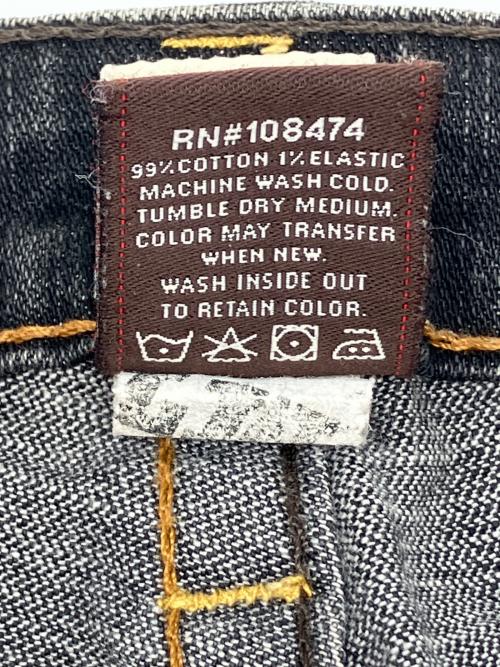 RN#108474
99%COTTON 1%ELASTIC
MACHINE WASH COLD.
TUMBLE DRY MEDIUM.
COLOR MAY TRANSFER
WHEN NEW.
WASH INSIDE OUT
TO RETAIN COLOR.